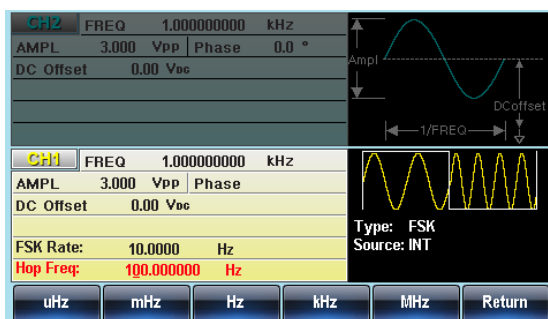 CH2 FREQ 1.000000000 kHz
AMPL 3.000 Vpp Phase 0.0 °
DC Offset 0.00 VDC
Ampl
DCoffset
1/FREQ
CH1 FREQ 1.000000000 kHz
AMPL 3.000 Vpp Phase
DC Offset 0.00 VDC
Type: FSK
Source: INT
FSK Rate: 10.0000 Hz
Hop Freq: 100.000000 Hz
uHz mHz Hz kHz MHz Return